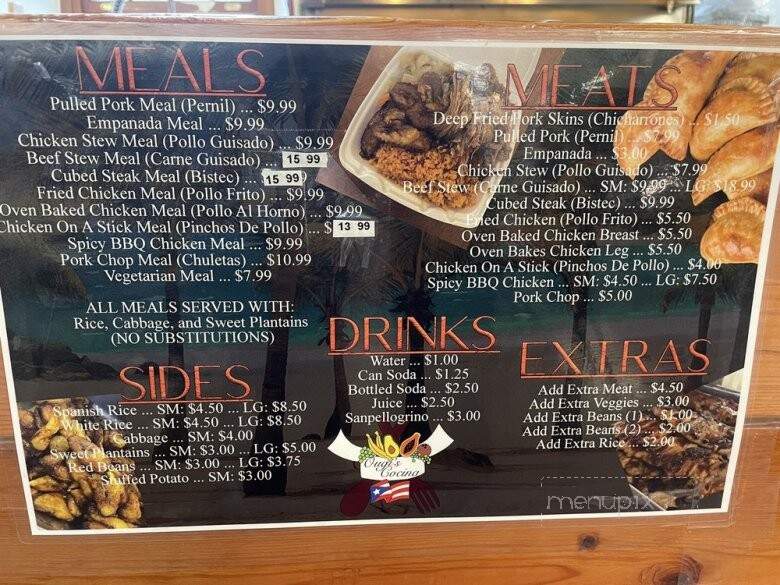 MEALS
Pulled Pork Meal (Pernil) ... $9.99
Empanada Meal ... $9.99
Chicken Stew Meal (Pollo Guisado) ... $9.99
Beef Stew Meal (Carne Guisado) ... 15 99
Cubed Steak Meal (Bistec) ... 15 99
Fried Chicken Meal (Pollo Frito) ... $9.99
Oven Baked Chicken Meal (Pollo Al Horno) ... $9.99
Chicken On A Stick Meal (Pinchos De Pollo) ... $ 13 99
Spicy BBQ Chicken Meal ... $9.99
Pork Chop Meal (Chuletas) ... $10.99
Vegetarian Meal ... $7.99
ALL MEALS SERVED WITH:
Rice, Cabbage, and Sweet Plantains
(NO SUBSTITUTIONS)
SIDES
Spanish Rice ... SM: $4.50 ... LG: $8.50
White Rice ... SM: $4.50 ... LG: $8.50
Cabbage ... SM: $4.00
Sweet Plantains ... SM: $3.00 ... LG: $5.00
Red Beans ... SM: $3.00 ... LG: $3.75
Stuffed Potato ... SM: $3.00
DRINKS
Water ... $1.00
Can Soda ... $1.25
Bottled Soda ... $2.50
Juice ... $2.50
Sanpellogrino ... $3.00
Cocina
MEATS
Deep Fried Pork Skins (Chicharrones) ... $1.50
Pulled Pork (Pernil) ... $7.99
Empanada ... $3.00
Chicken Stew (Pollo Guisado) ... $7.99
Beef Stew (Carne Guisado) ... SM: $9.99 ... LG: $18.99
Cubed Steak (Bistec) ... $9.99
Fried Chicken (Pollo Frito) ... $5.50
Oven Baked Chicken Breast ... $5.50
Oven Bakes Chicken Leg ... $5.50
Chicken On A Stick (Pinchos De Pollo) ... $4.00
Spicy BBQ Chicken ... SM: $4.50 ... LG: $7.50
Pork Chop ... $5.00
EXTRAS
Add Extra Meat ... $4.50
Add Extra Veggies ... $3.00
Add Extra Beans (1) ... $1.00
Add Extra Beans (2) ... $2.00
Add Extra Rice ... $2.00
menupix